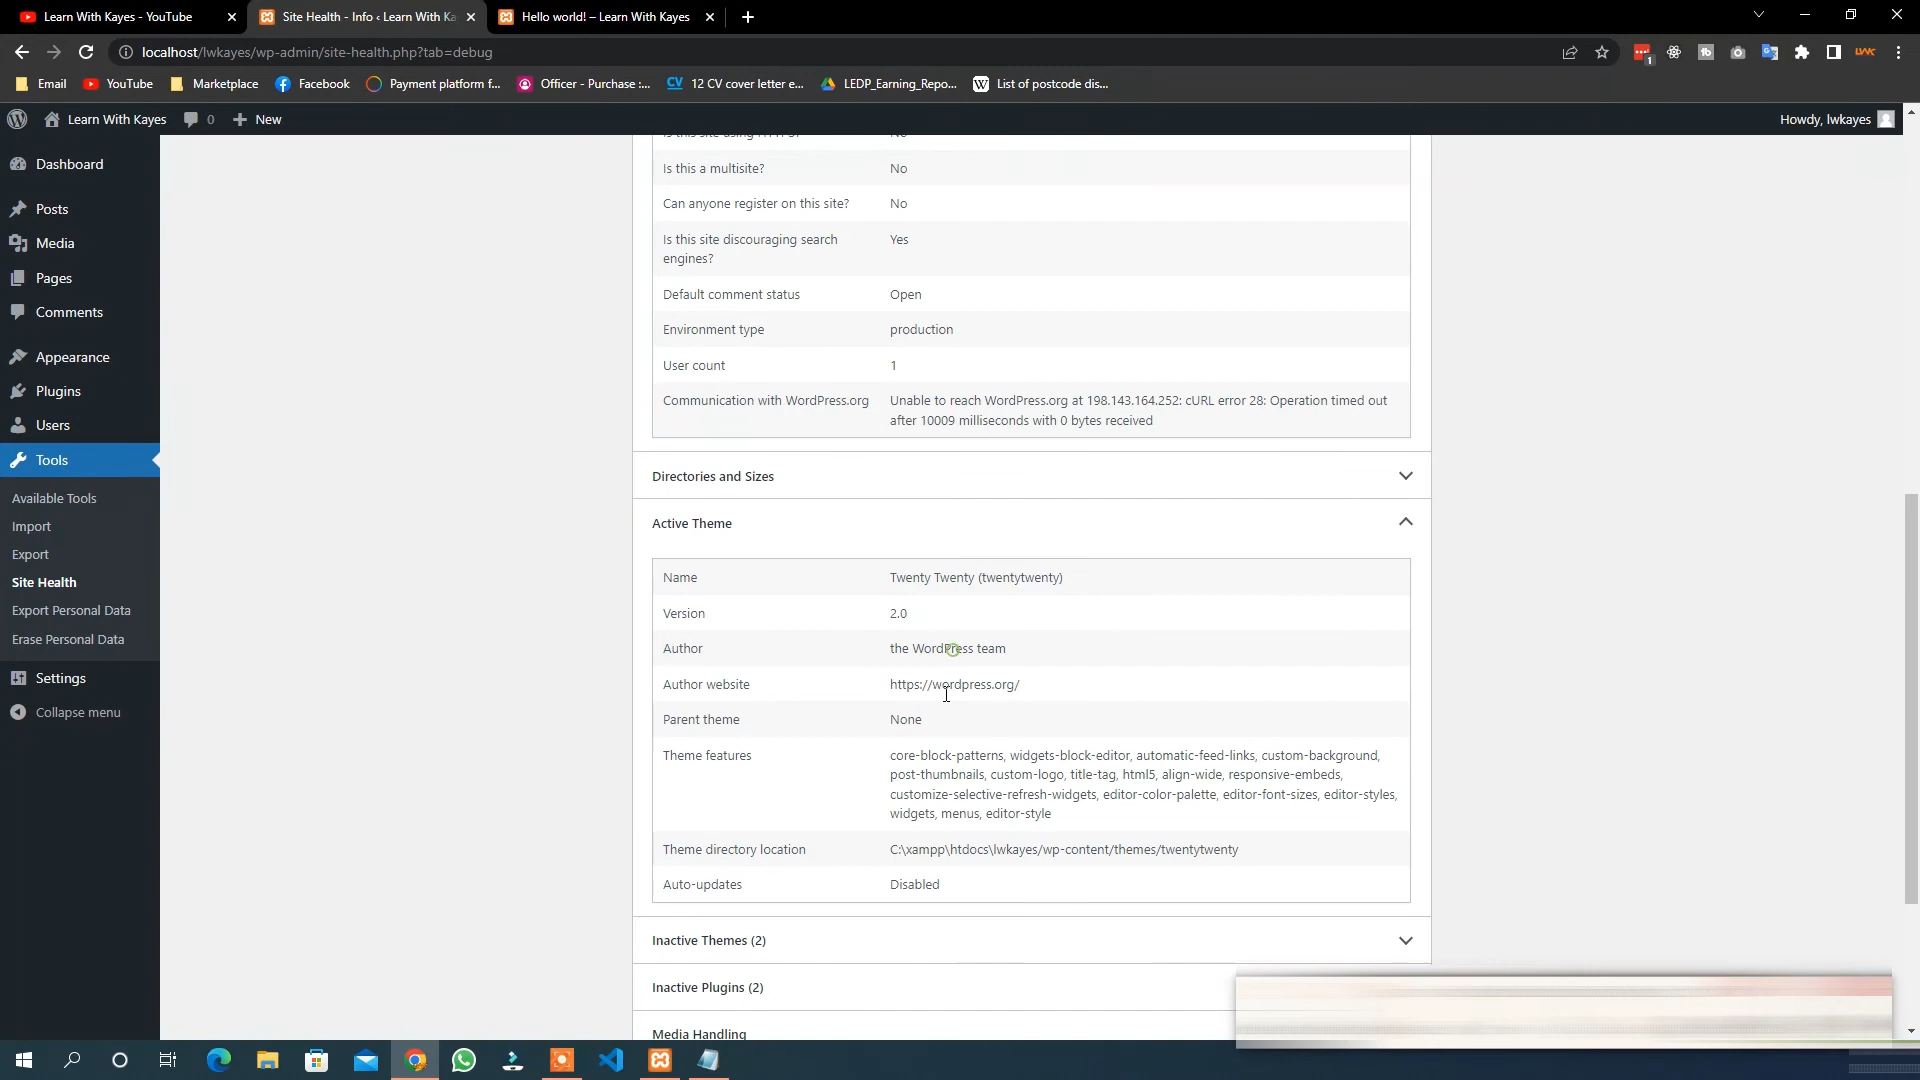 Learn With Kayes - YouTube
Site Health - Info ‹ Learn With Ka
Hello world! – Learn With Kayes
localhost/lwkayes/wp-admin/site-health.php?tab=debug
1
Email
YouTube
Marketplace
Facebook
Payment platform f...
Officer - Purchase :...
CV
12 CV cover letter e...
LEDP_Earning_Repo...
W
List of postcode dis...
Learn With Kayes
0
New
Howdy, lwkayes
Dashboard
Posts
Media
Pages
Comments
Appearance
Plugins
Users
Tools
Available Tools
Import
Export
Site Health
Export Personal Data
Erase Personal Data
Settings
Collapse menu
Is this a multisite? No
Can anyone register on this site? No
Is this site discouraging search Yes
engines?
Default comment status Open
Environment type production
User count 1
Communication with WordPress.org Unable to reach WordPress.org at 198.143.164.252: cURL error 28: Operation timed out
after 10009 milliseconds with 0 bytes received
Directories and Sizes
Active Theme
Name Twenty Twenty (twentytwenty)
Version 2.0
Author the WordPress team
Author website https://wordpress.org/
Parent theme None
Theme features core-block-patterns, widgets-block-editor, automatic-feed-links, custom-background,
post-thumbnails, custom-logo, title-tag, html5, align-wide, responsive-embeds,
customize-selective-refresh-widgets, editor-color-palette, editor-font-sizes, editor-styles,
widgets, menus, editor-style
Theme directory location C:\xampp\htdocs\lwkayes/wp-content/themes/twentytwenty
Auto-updates Disabled
Inactive Themes (2)
Inactive Plugins (2)
Media Handling